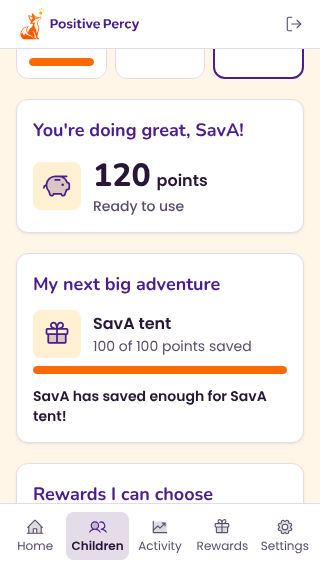 Positive Percy
You're doing great, SavA!
120 points
Ready to use
My next big adventure
SavA tent
100 of 100 points saved
SavA has saved enough for SavA
tent!
Rewards I can choose
Home
Children
Activity
Rewards
Settings